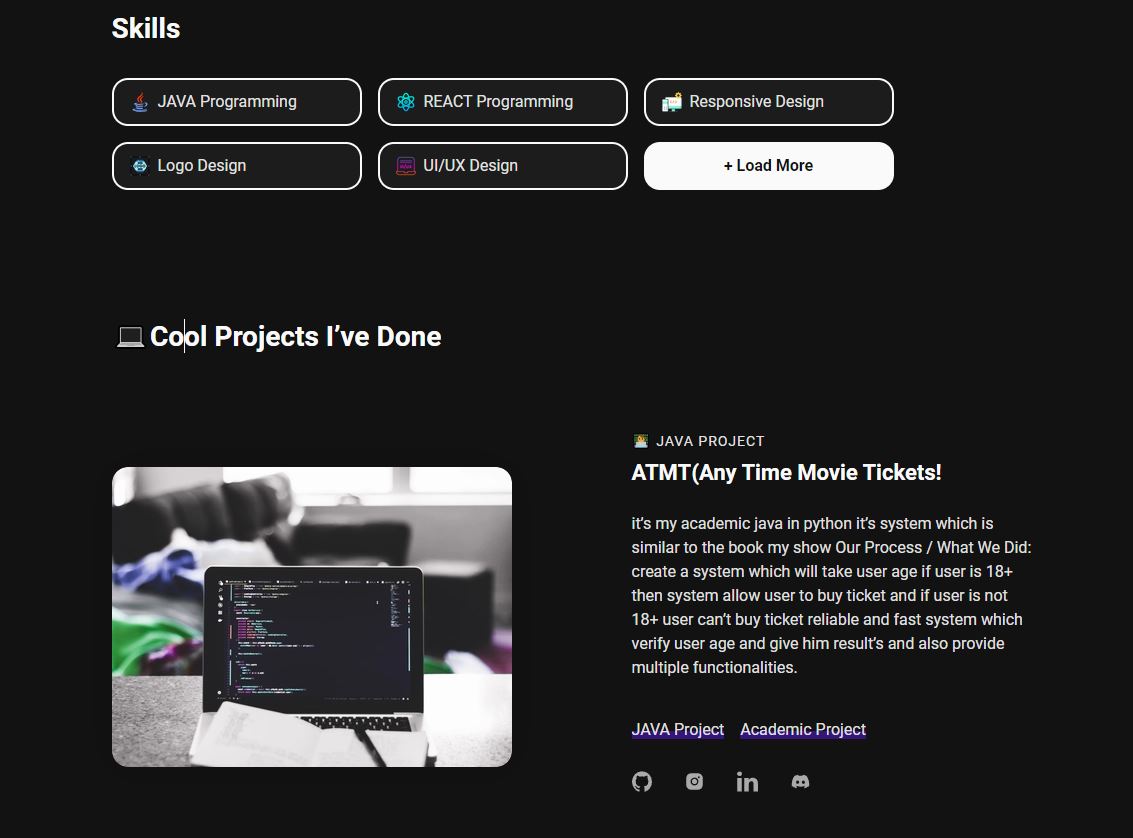 Skills
JAVA Programming
REACT Programming
Responsive Design
Logo Design
UI/UX Design
+ Load More
Cool Projects I’ve Done
JAVA PROJECT
ATMT(Any Time Movie Tickets!
it’s my academic java in python it’s system which is
similar to the book my show Our Process / What We Did:
create a system which will take user age if user is 18+
then system allow user to buy ticket and if user is not
18+ user can’t buy ticket reliable and fast system which
verify user age and give him result’s and also provide
multiple functionalities.
JAVA Project
Academic Project
in